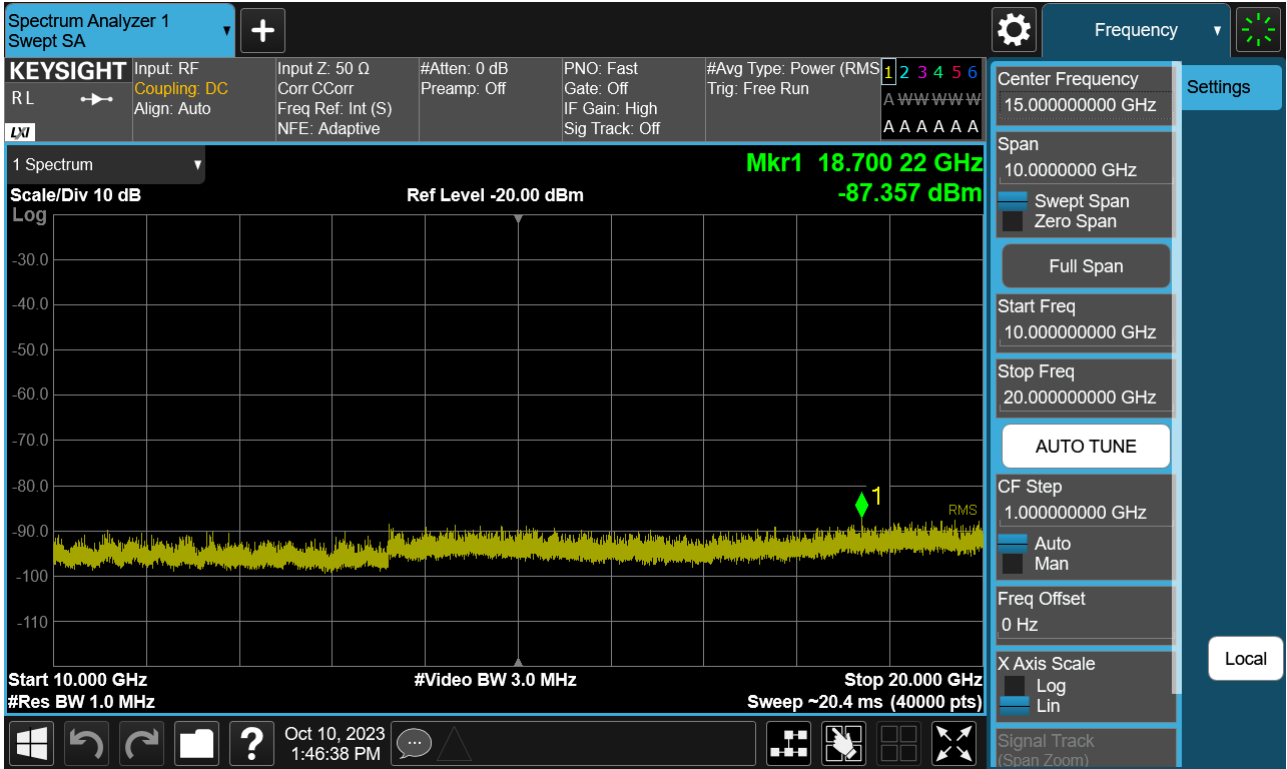 Spectrum Analyzer 1
Swept SA
Frequency
KEYSIGHT
R L
LXI
Input: RF
Coupling: DC
Align: Auto
Input Z: 50 Ω
Corr CCorr
Freq Ref: Int (S)
NFE: Adaptive
#Atten: 0 dB
Preamp: Off
PNO: Fast
Gate: Off
IF Gain: High
Sig Track: Off
#Avg Type: Power (RMS
Trig: Free Run
1 2 3 4 5 6
A W W W W W
A A A A A A
1 Spectrum
Mkr1 18.700 22 GHz
-87.357 dBm
Scale/Div 10 dB
Ref Level -20.00 dBm
Log
-30.0
-40.0
-50.0
-60.0
-70.0
-80.0
-90.0
-100
-110
1
RMS
Start 10.000 GHz
#Video BW 3.0 MHz
Stop 20.000 GHz
#Res BW 1.0 MHz
Sweep ~20.4 ms (40000 pts)
?
Oct 10, 2023
1:46:38 PM
Center Frequency
15.000000000 GHz
Span
10.0000000 GHz
Swept Span
Zero Span
Full Span
Start Freq
10.000000000 GHz
Stop Freq
20.000000000 GHz
AUTO TUNE
CF Step
1.000000000 GHz
Auto
Man
Freq Offset
0 Hz
X Axis Scale
Log
Lin
Signal Track
(Span Zoom)
Settings
Local